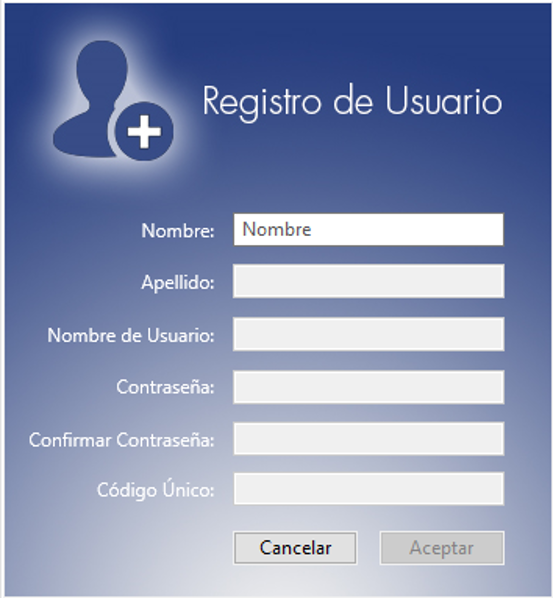 Registro de Usuario
Nombre: Nombre
Apellido:
Nombre de Usuario:
Contraseña:
Confirmar Contraseña:
Código Único:
Cancelar Aceptar